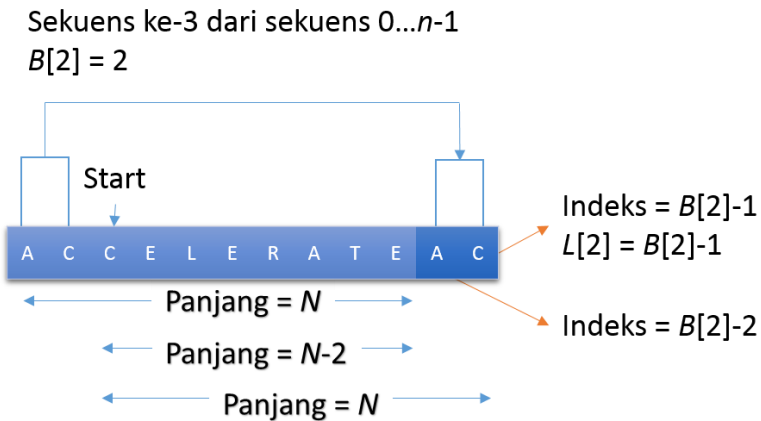 Sekuens ke-3 dari sekuens 0...n-1
B[2] = 2
Start
A C C E L E R A T E A C
Indeks = B[2]-1
L[2] = B[2]-1
Panjang = N
Indeks = B[2]-2
Panjang = N-2
Panjang = N